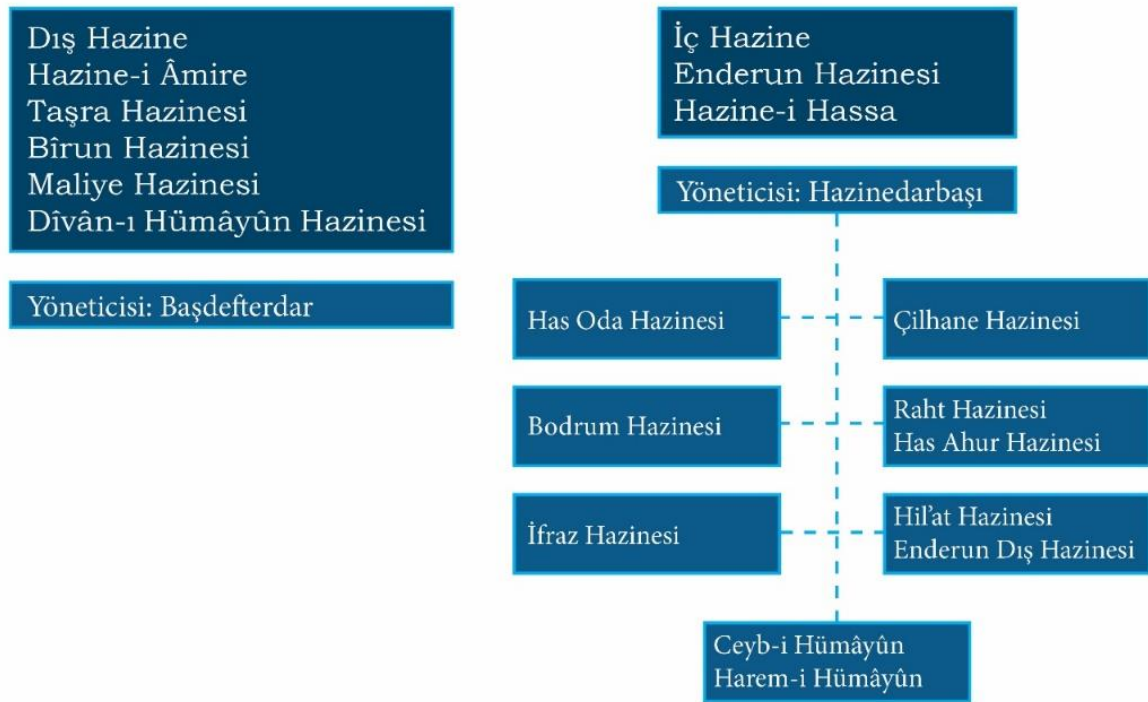 Dış Hazine
Hazine-i Âmire
Taşra Hazinesi
Bîrun Hazinesi
Maliye Hazinesi
Dîvân-ı Hümâyûn Hazinesi
Yöneticisi: Başdefterdar
İç Hazine
Enderun Hazinesi
Hazine-i Hassa
Yöneticisi: Hazinedarbaşı
Has Oda Hazinesi
Çilhane Hazinesi
Bodrum Hazinesi
Raht Hazinesi
Has Ahur Hazinesi
İfraz Hazinesi
Hil'at Hazinesi
Enderun Dış Hazinesi
Ceyb-i Hümâyûn
Harem-i Hümâyûn